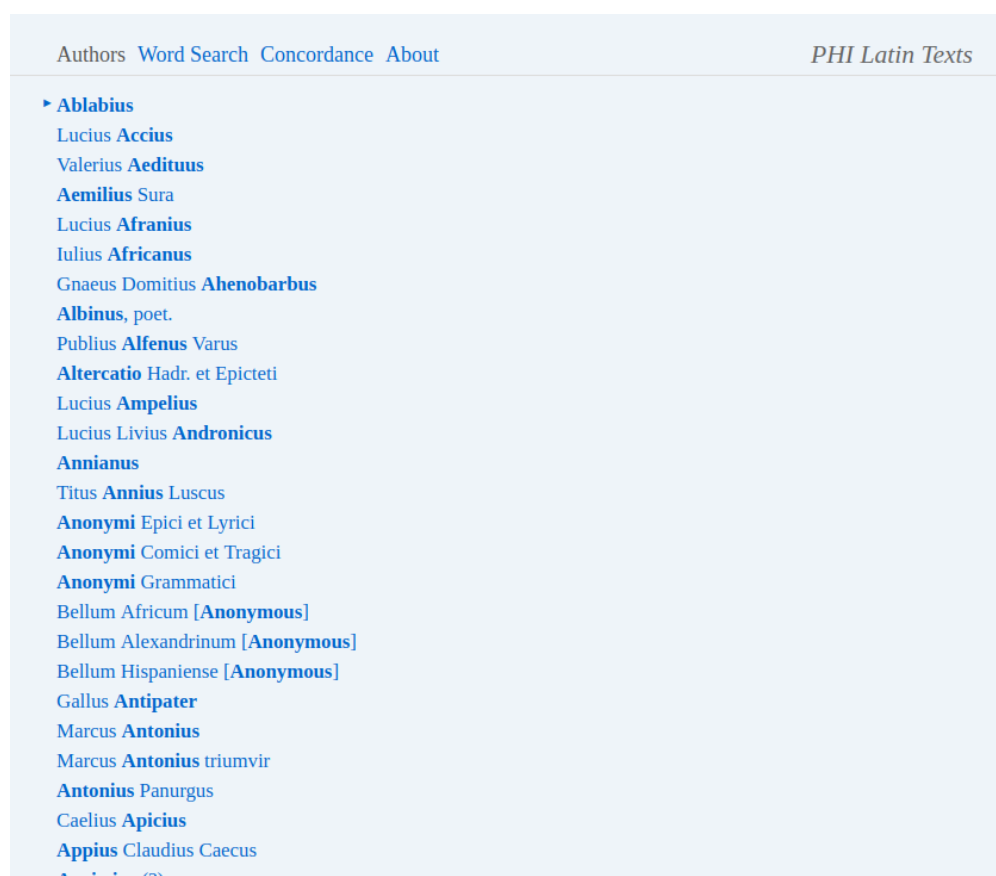 Authors Word Search Concordance About PHI Latin Texts
Ablabius
Lucius Accius
Valerius Aedituus
Aemilius Sura
Lucius Afranius
Iulius Africanus
Gnaeus Domitius Ahenobarbus
Albinus, poet.
Publius Alfenus Varus
Altercatio Hadr. et Epicteti
Lucius Ampelius
Lucius Livius Andronicus
Annianus
Titus Annius Luscus
Anonymi Epici et Lyrici
Anonymi Comici et Tragici
Anonymi Grammatici
Bellum Africum [Anonymous]
Bellum Alexandrinum [Anonymous]
Bellum Hispaniense [Anonymous]
Gallus Antipater
Marcus Antonius
Marcus Antonius triumvir
Antonius Panurgus
Caelius Apicius
Appius Claudius Caecus